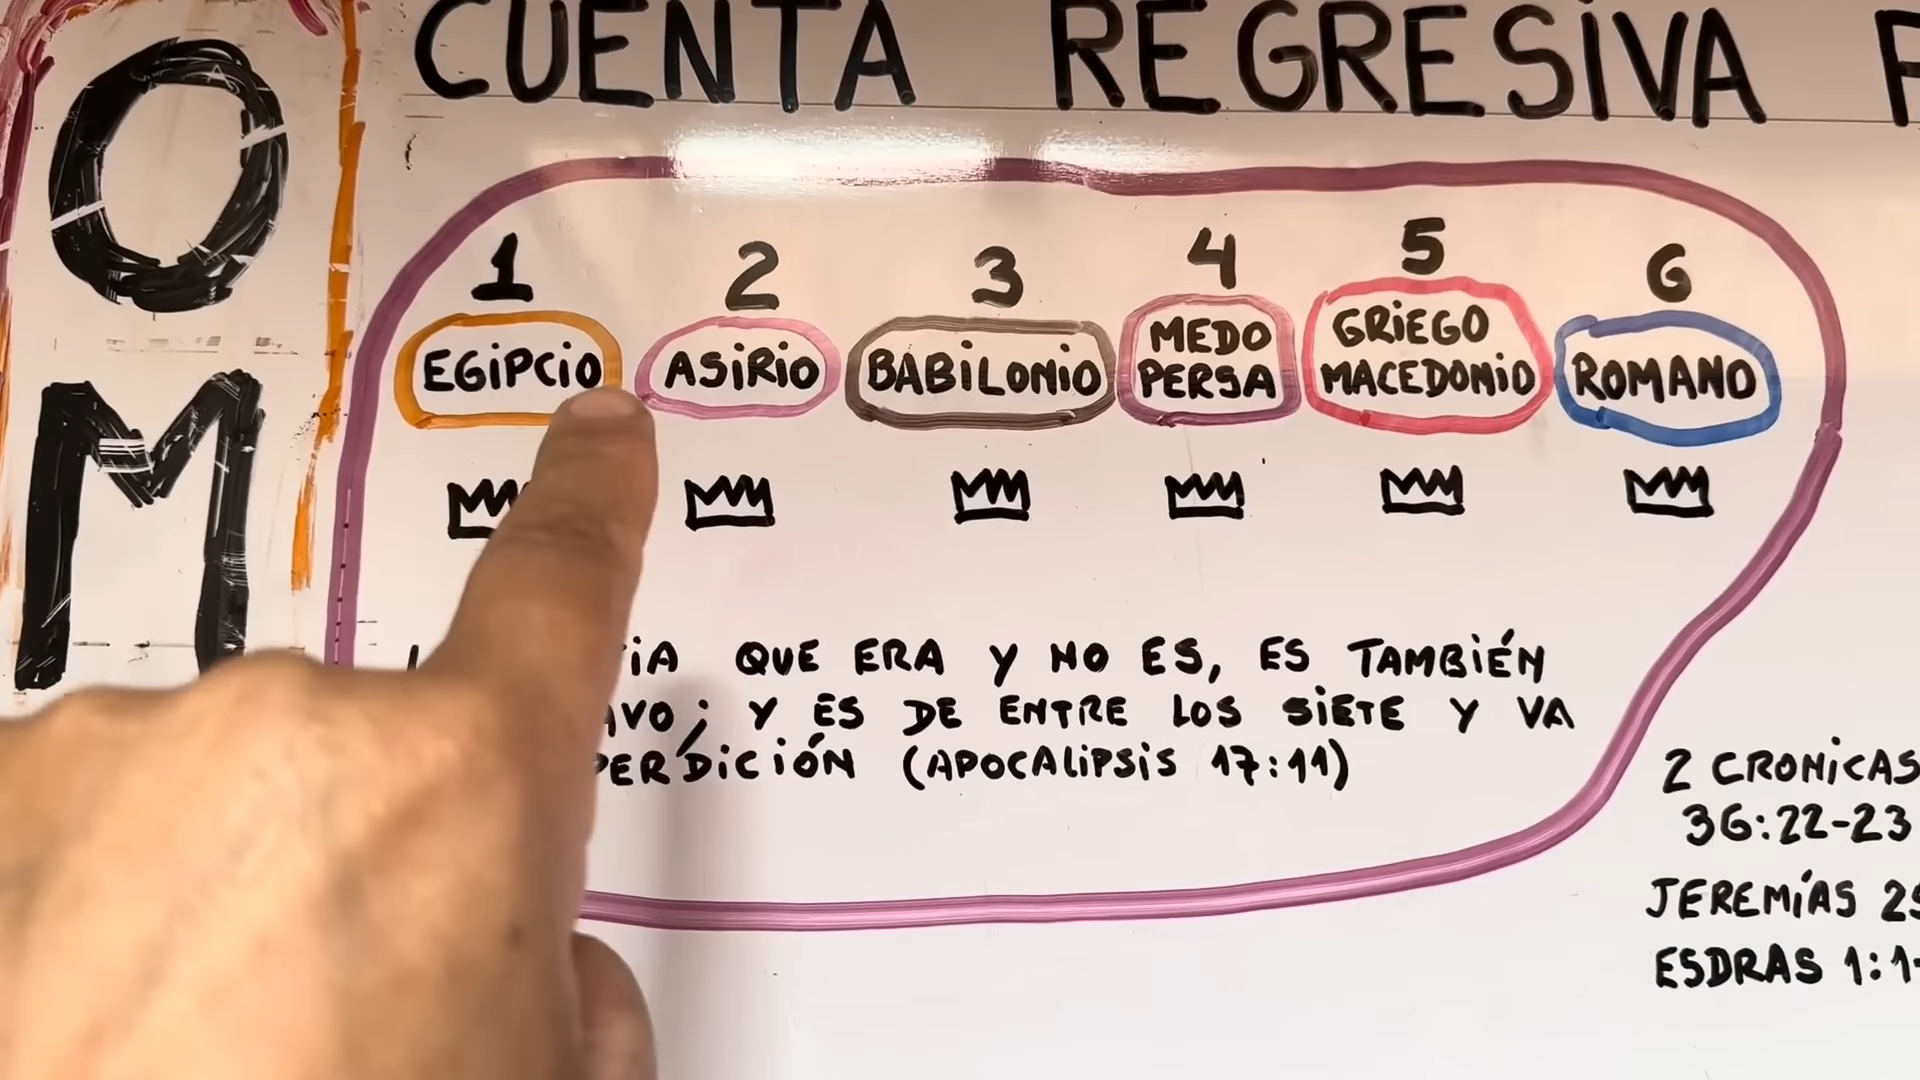 O
M
CUENTA REGRESIVA
1 2 3 4 5 6
EGIPCIO ASIRIO BABILONIO MEDO PERSA GRIEGO MACEDONIO ROMANO
QUE ERA Y NO ES, ES TAMBIÉN
; Y ES DE ENTRE LOS SIETE Y VA
PERDICIÓN (APOCALIPSIS 17:11)
2 CRONICAS
36:22-23
JEREMÍAS
ESDRAS 1:1-